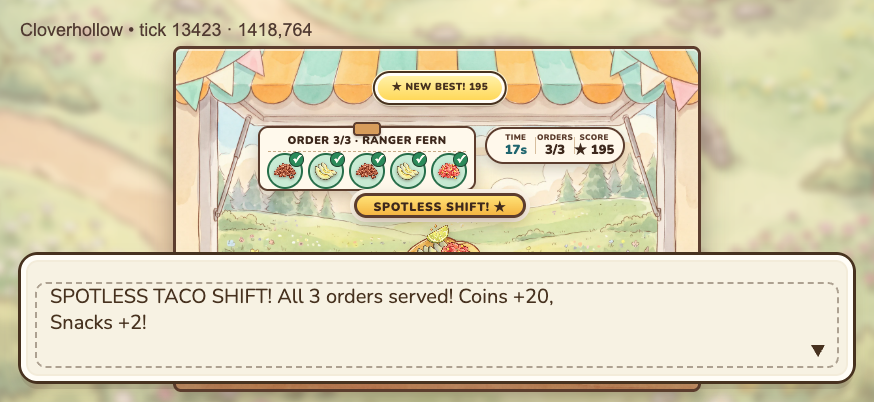 Cloverhollow • tick 13423 · 1418,764
★ NEW BEST! 195
ORDER 3/3 · RANGER FERN
TIME ORDERS SCORE
17s 3/3 ★ 195
SPOTLESS SHIFT! ★
SPOTLESS TACO SHIFT! All 3 orders served! Coins +20,
Snacks +2!